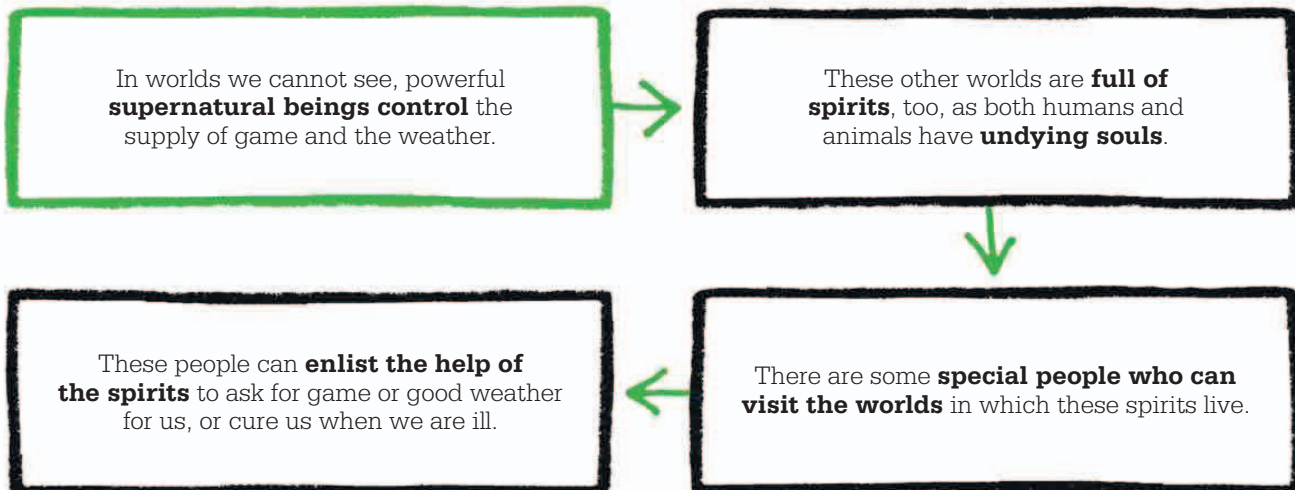 In worlds we cannot see, powerful
supernatural beings control the
supply of game and the weather.
These other worlds are full of
spirits, too, as both humans and
animals have undying souls.
There are some special people who can
visit the worlds in which these spirits live.
These people can enlist the help of
the spirits to ask for game or good weather
for us, or cure us when we are ill.